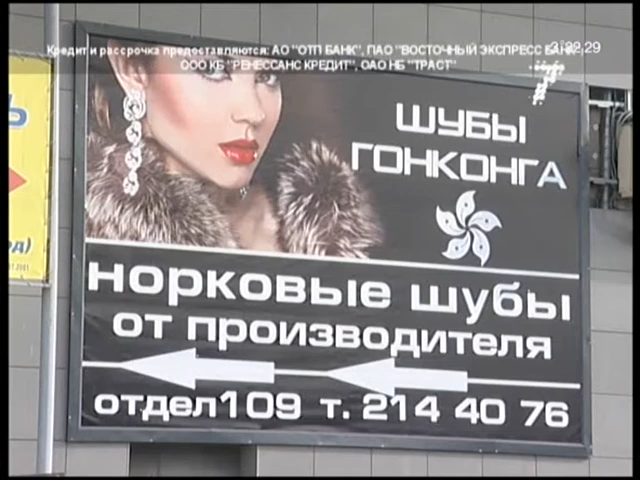 Кредит и рассрочка предоставляются: АО "ОТП БАНК", ПАО "ВОСТОЧНЫЙ ЭКСПРЕСС БАНК"
ООО КБ "РЕНЕССАНС КРЕДИТ", ОАО НБ "ТРАСТ"
ШУБЫ
ГОНКОНГА
норковые шубы
от производителя
отдел109 т. 214 40 76